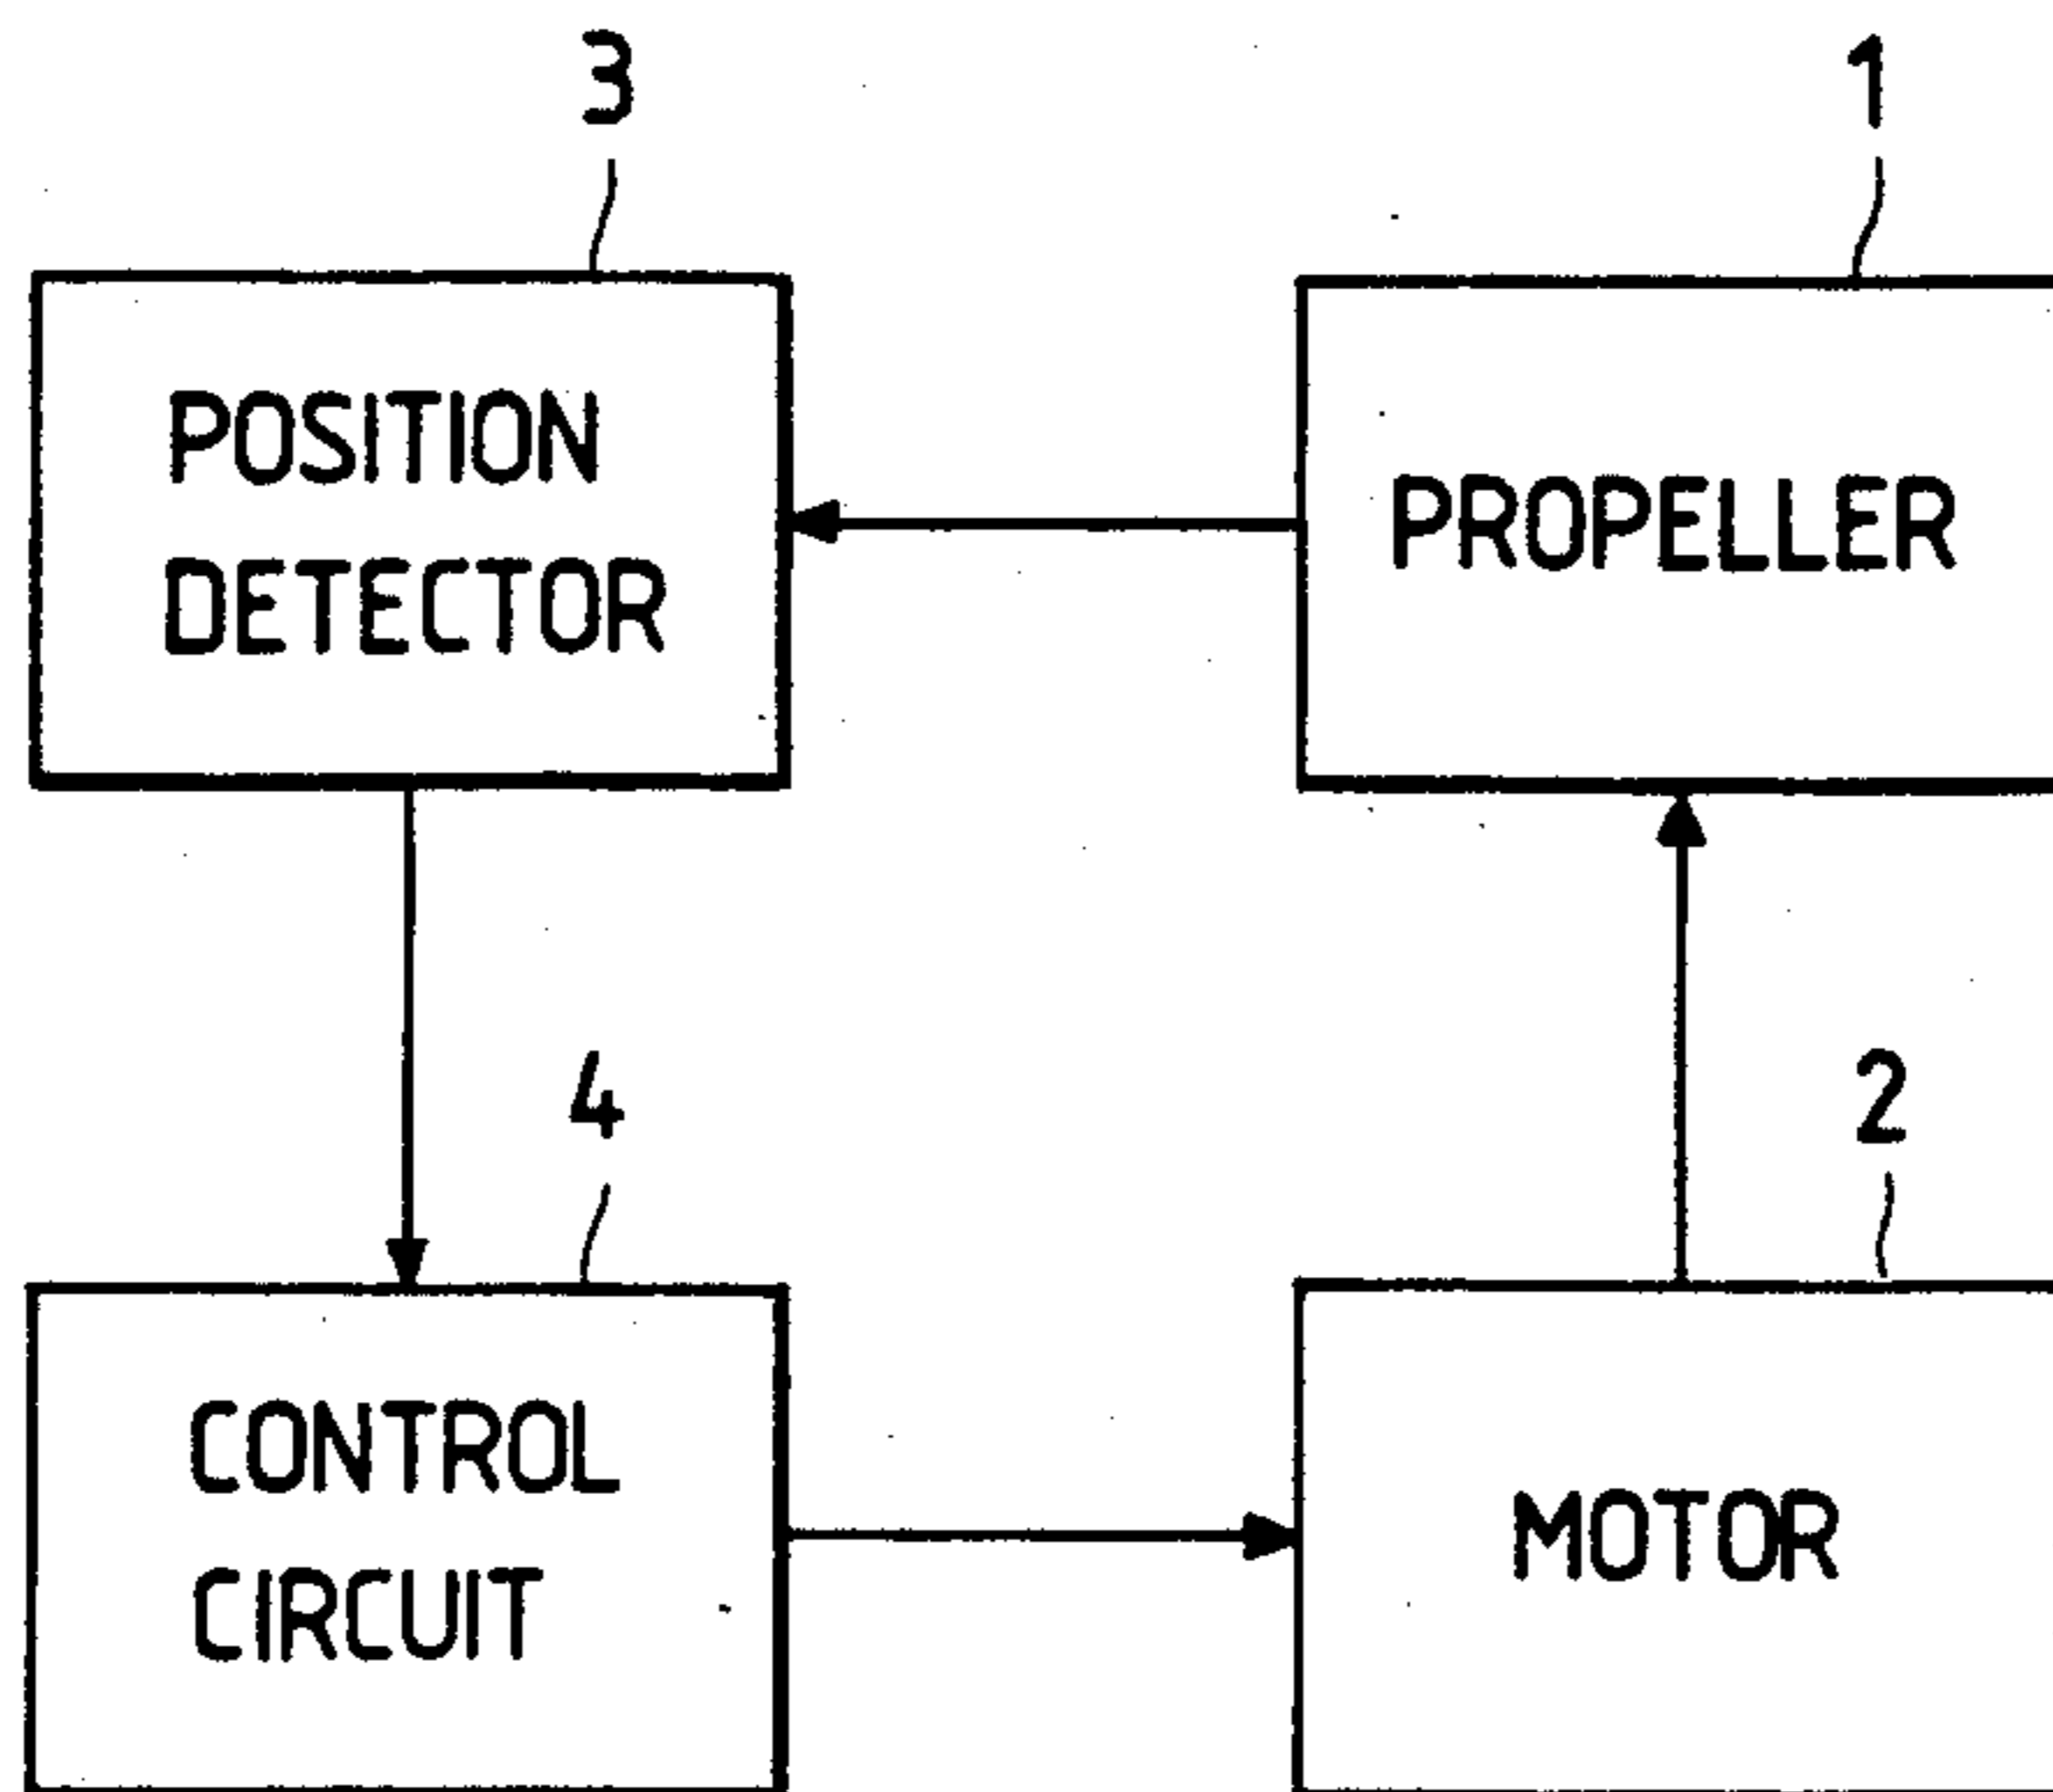 3
1
POSITION
DETECTOR
PROPELLER
4
2
CONTROL
CIRCUIT
MOTOR